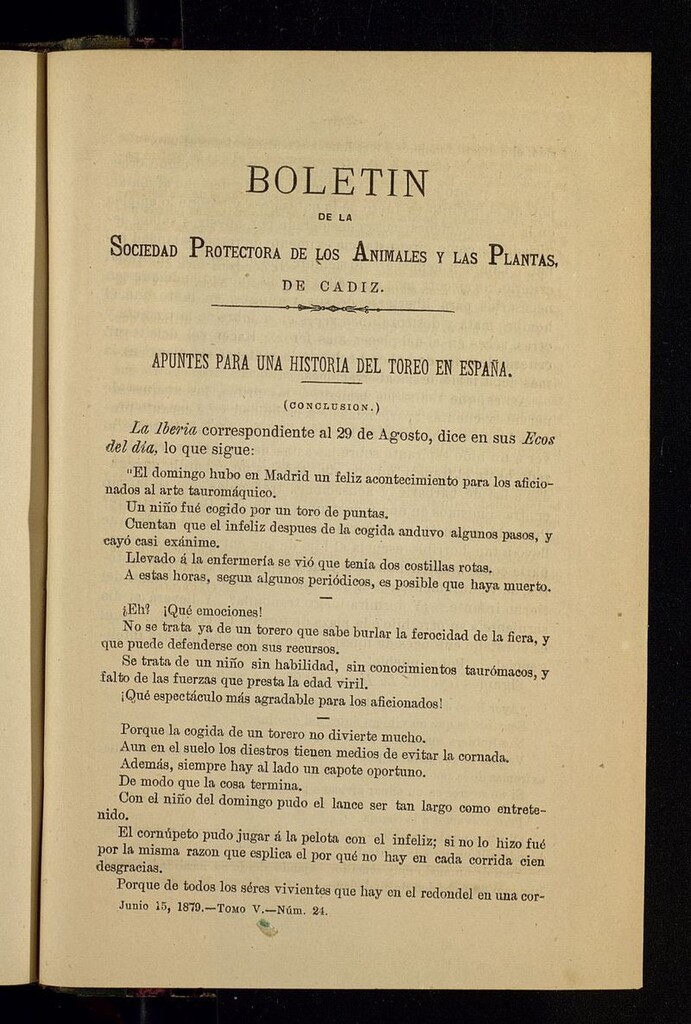 BOLETIN
DE LA
SOCIEDAD PROTECTORA DE LOS ANIMALES Y LAS PLANTAS,
DE CADIZ.
APUNTES PARA UNA HISTORIA DEL TOREO EN ESPAÑA.
(CONCLUSION.)
La Iberia correspondiente al 29 de Agosto, dice en sus Ecos
del día, lo que sigue:
"El domingo hubo en Madrid un feliz acontecimiento para los aficio-
nados al arte tauromáquico.
Un niño fué cogido por un toro de puntas.
Cuentan que el infeliz despues de la cogida anduvo algunos pasos, y
cayó casi exánime.
Llevado á la enfermería se vió que tenía dos costillas rotas.
A estas horas, segun algunos periódicos, es posible que haya muerto.
—
¿Eh? ¡Qué emociones!
No se trata ya de un torero que sabe burlar la ferocidad de la fiera, y
que puede defenderse con sus recursos.
Se trata de un niño sin habilidad, sin conocimientos taurómacos, y
falto de las fuerzas que presta la edad viril.
¡Qué espectáculo más agradable para los aficionados!
—
Porque la cogida de un torero no divierte mucho.
Aun en el suelo los diestros tienen medios de evitar la cornada.
Además, siempre hay al lado un capote oportuno.
De modo que la cosa termina.
Con el niño del domingo pudo el lance ser tan largo como entrete-
nido.
El cornúpeto pudo jugar á la pelota con el infeliz; si no lo hizo fué
por la misma razon que esplica el por qué no hay en cada corrida cien
desgracias.
Porque de todos los séres vivientes que hay en el redondel en una cor-
Junio 15, 1879.—TOMO V.—Núm. 24.